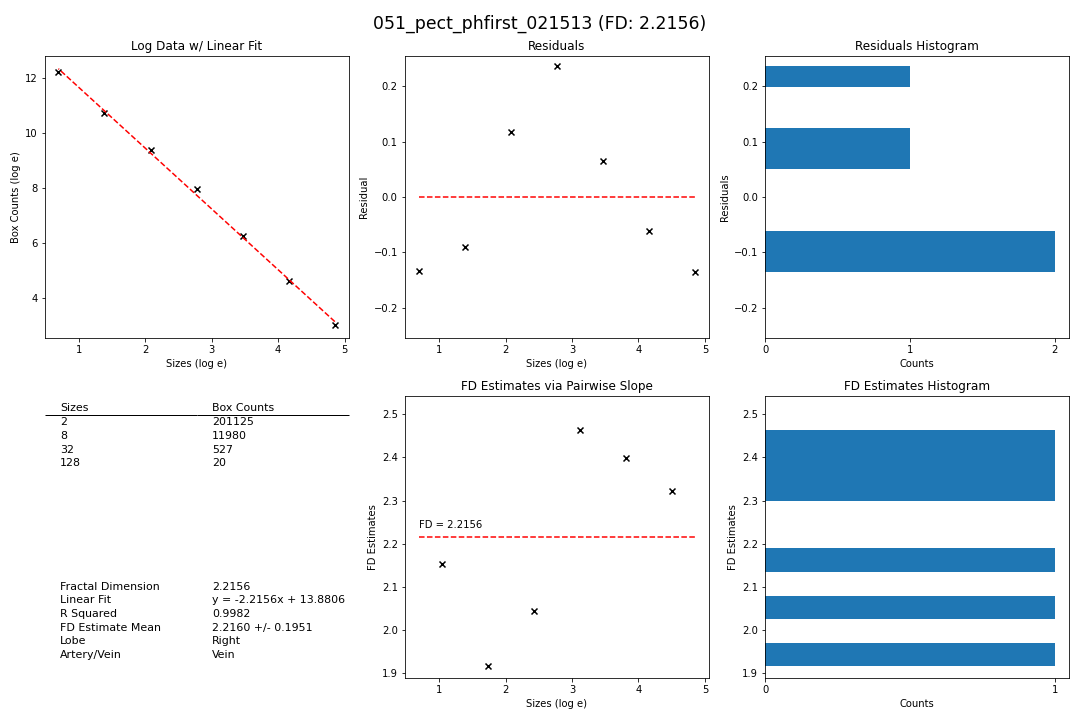 051_pect_phfirst_021513 (FD: 2.2156)
Log Data w/ Linear Fit
Box Counts (log e)
12
10
8
6
4
1 2 3 4 5
Sizes (log e)
Residuals
Residual
0.2
0.1
0.0
−0.1
−0.2
1 2 3 4 5
Sizes (log e)
Residuals Histogram
Residuals
0.2
0.1
0.0
−0.1
−0.2
0 1 2
Counts
Sizes Box Counts
2 201125
8 11980
32 527
128 20
Fractal Dimension 2.2156
Linear Fit y = -2.2156x + 13.8806
R Squared 0.9982
FD Estimate Mean 2.2160 +/- 0.1951
Lobe Right
Artery/Vein Vein
FD Estimates via Pairwise Slope
FD Estimates
2.5
2.4
2.3
2.2
2.1
2.0
1.9
FD = 2.2156
1 2 3 4 5
Sizes (log e)
FD Estimates Histogram
FD Estimates
2.5
2.4
2.3
2.2
2.1
2.0
1.9
0 1
Counts